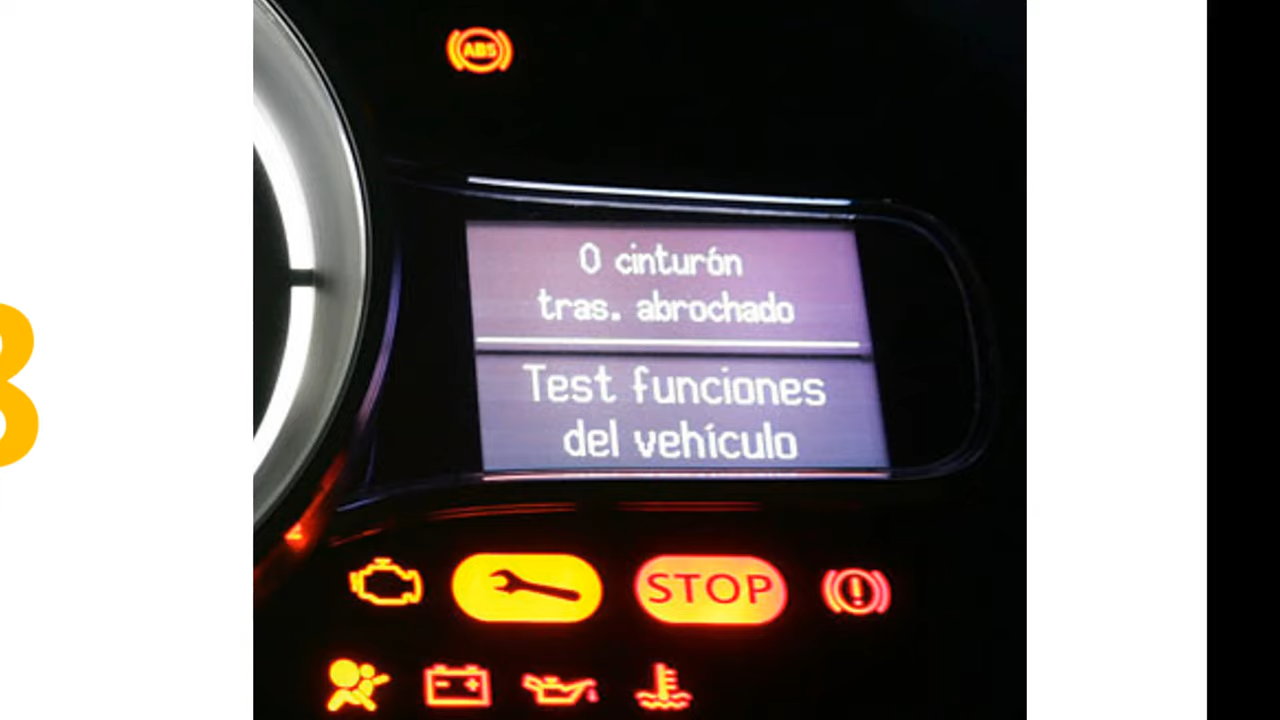 ABS
0 cinturón
tras. abrochado
Test funciones
del vehículo
STOP